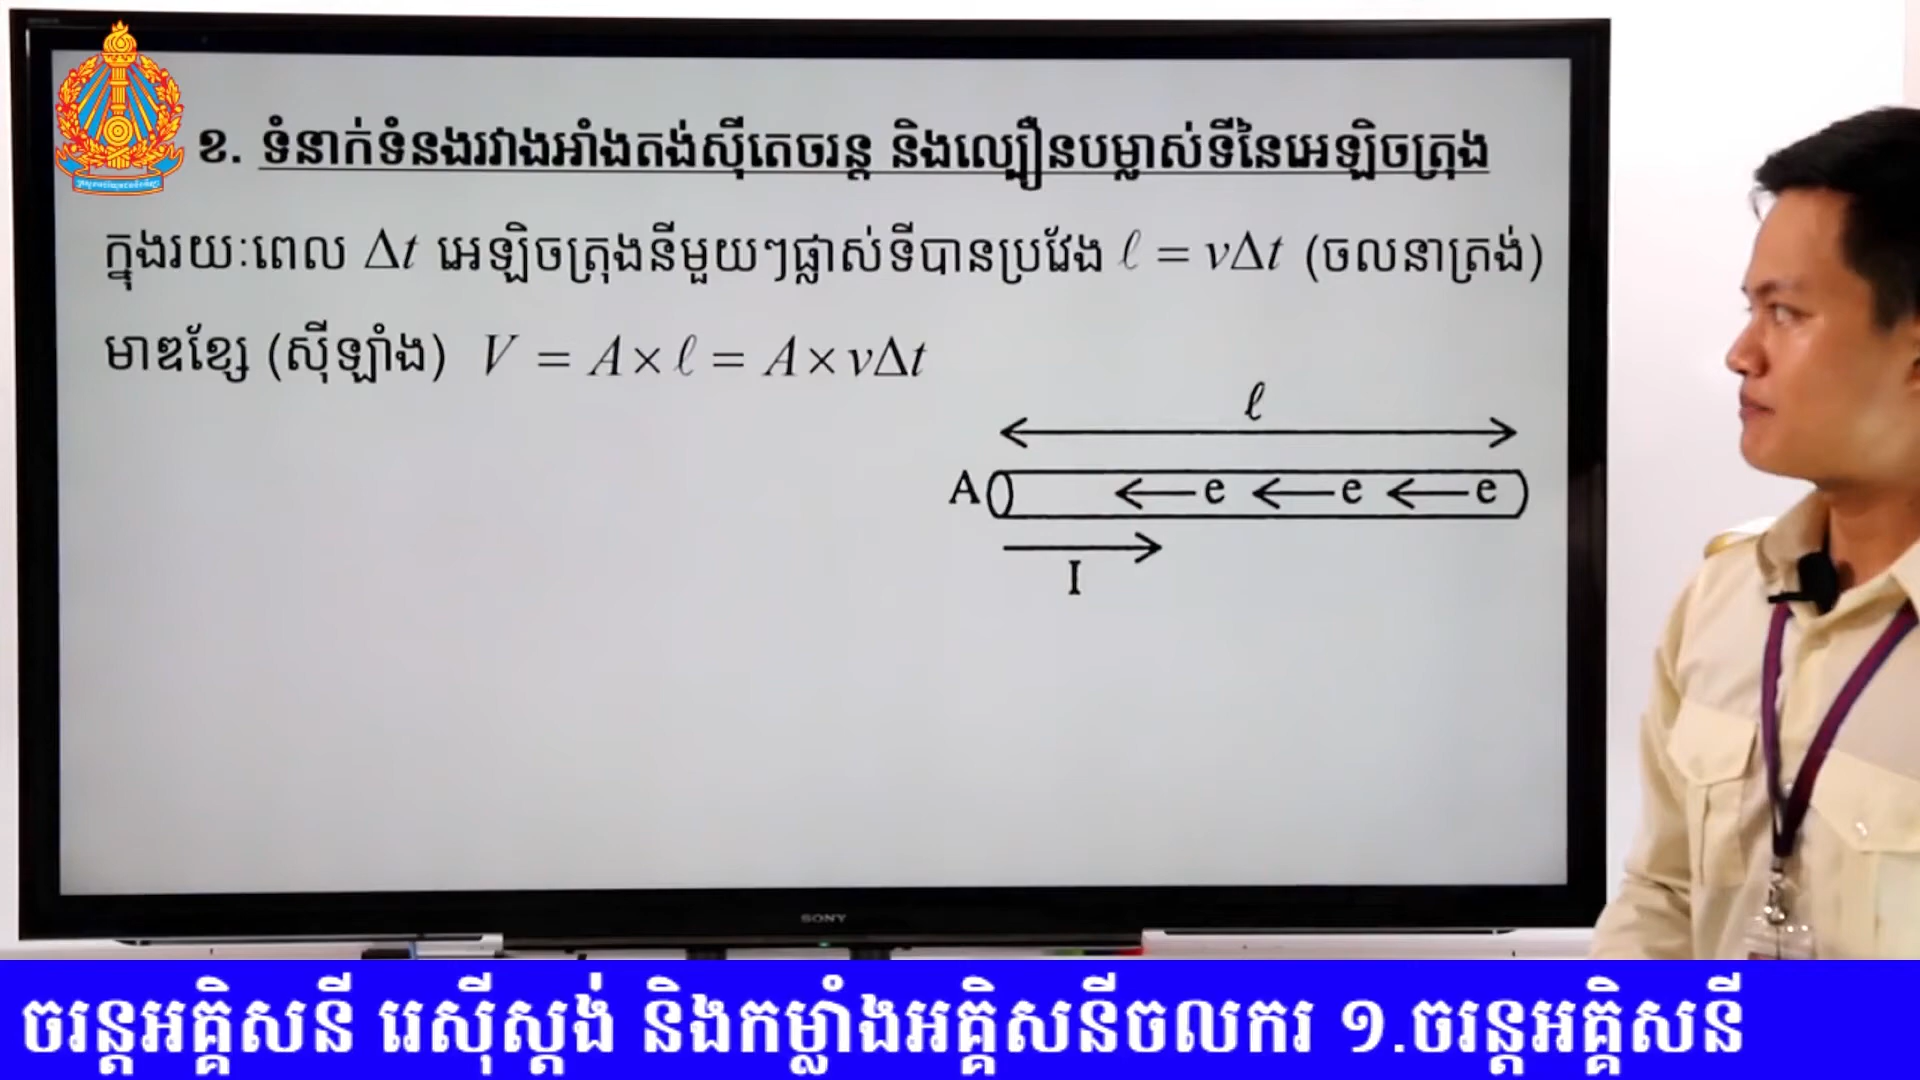 ខ. ទំនាក់ទំនងរវាងអាំងតង់ស៊ីតេចរន្ត និងល្បឿនបម្លាស់ទីនៃអេឡិចត្រុង
ក្នុងរយៈពេល Δt អេឡិចត្រុងនីមួយៗផ្លាស់ទីបានប្រវែង ℓ = vΔt (ចលនាត្រង់)
មាឌខ្សែ (ស៊ីឡាំង) V = A × ℓ = A × vΔt
ℓ
A e e e
I
SONY
ចរន្តអគ្គិសនី រេស៊ីស្តង់ និងកម្លាំងអគ្គិសនីចលករ ១.ចរន្តអគ្គិសនី